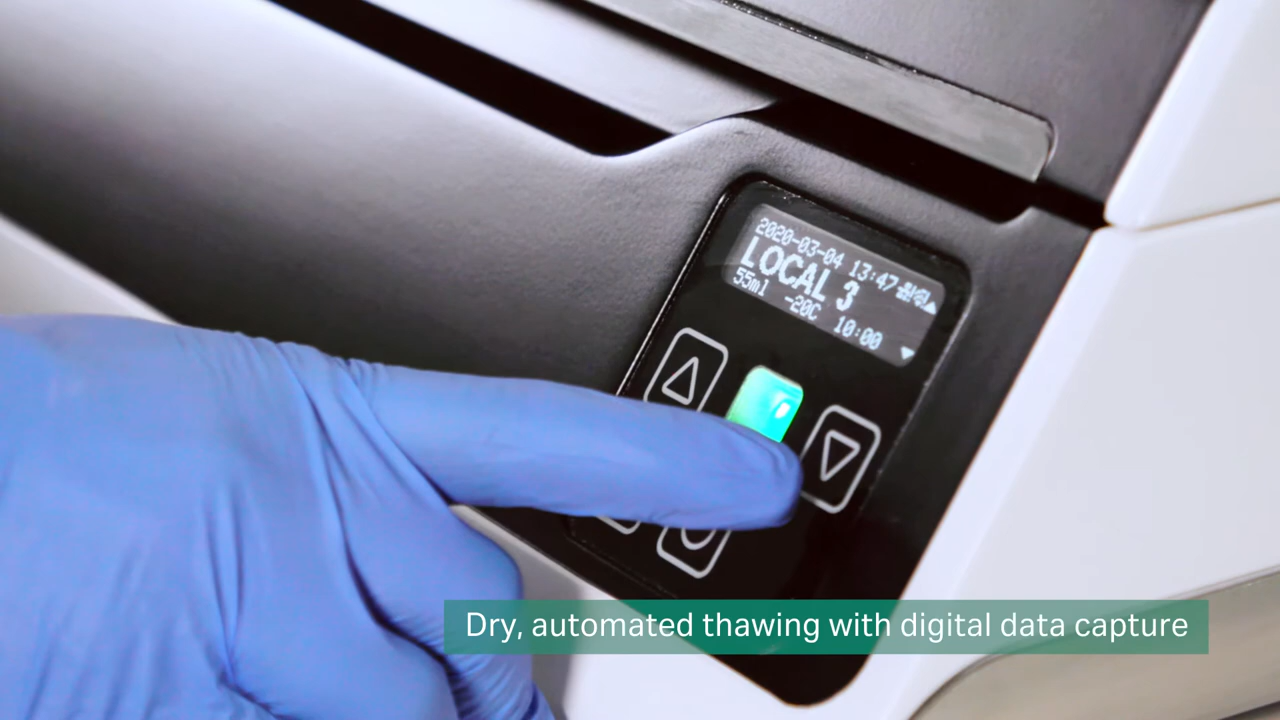 2020-03-04 13:47
LOCAL 3
55ml -20C 10:00
Dry, automated thawing with digital data capture